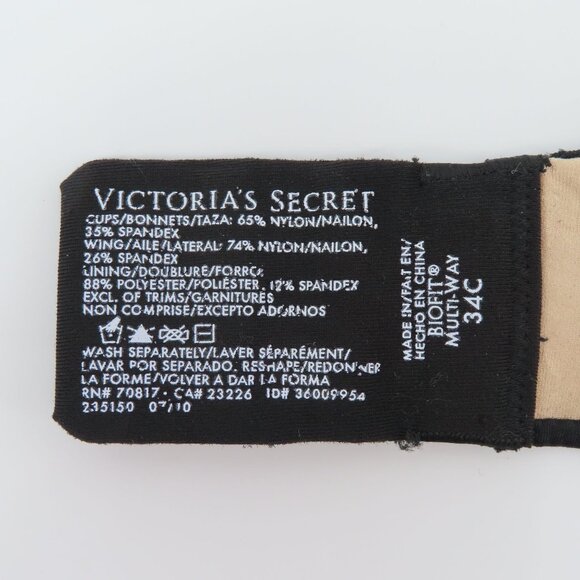 VICTORIA'S SECRET
CUPS/BONNETS/TAZA: 65% NYLON/NAILON,
35% SPANDEX
WING/AILE/LATERAL: 74% NYLON/NAILON,
26% SPANDEX
LINING/DOUBLURE/FORRO:
88% POLYESTER/POLIÉSTER, 12% SPANDEX
EXCL. OF TRIMS/GARNITURES
NON COMPRISE/EXCEPTO ADORNOS
WASH SEPARATELY/LAVER SÉPARÉMENT/
LAVAR POR SEPARADO. RESHAPE/REDONNER
LA FORME/VOLVER A DAR LA FORMA
RN# 70817 • CA# 23226 ID# 36009954
235150 07/10
MADE IN/FAIT EN/
HECHO EN CHINA
BIOFIT®
MULTI-WAY
34C